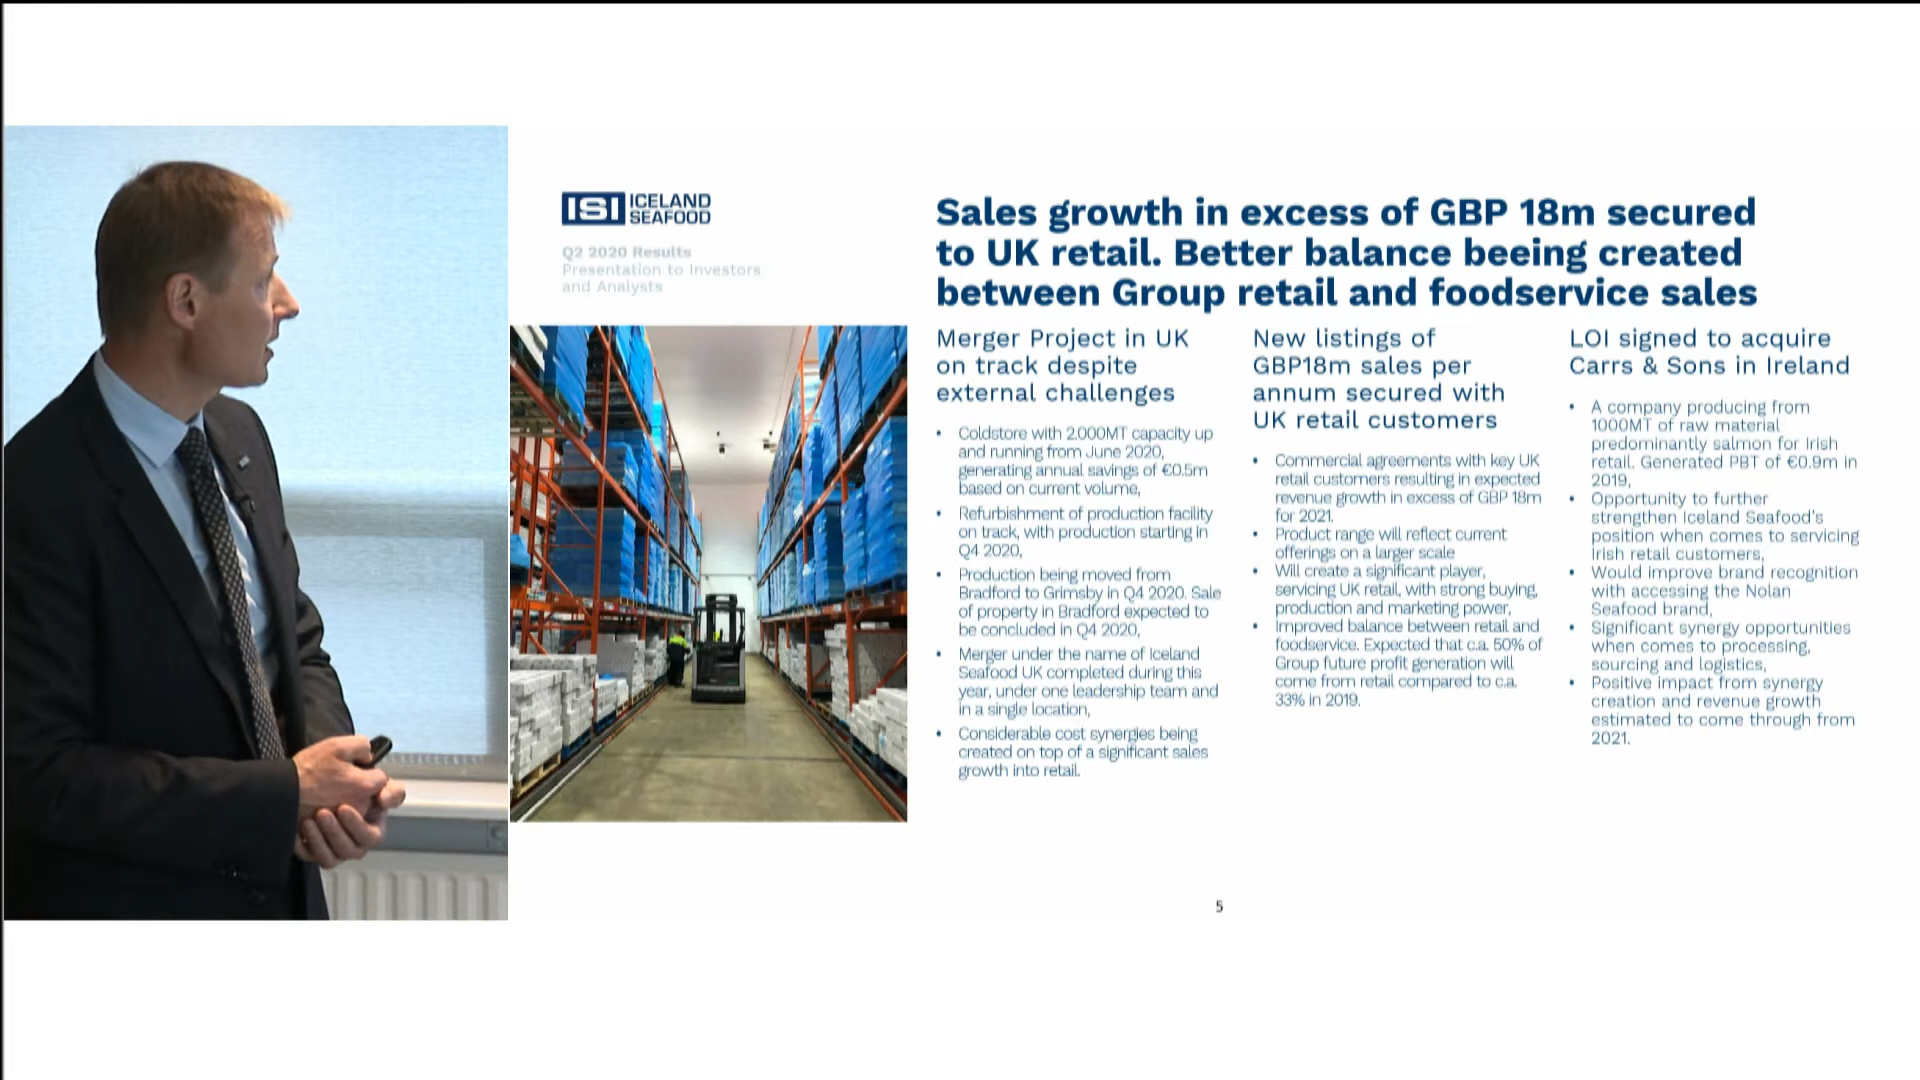 ISI ICELAND
SEAFOOD
Q2 2020 Results
Presentation to Investors
and Analysts
Sales growth in excess of GBP 18m secured
to UK retail. Better balance beeing created
between Group retail and foodservice sales
Merger Project in UK
on track despite
external challenges
• Coldstore with 2.000MT capacity up
and running from June 2020,
generating annual savings of €0.5m
based on current volume,
• Refurbishment of production facility
on track, with production starting in
Q4 2020,
• Production being moved from
Bradford to Grimsby in Q4 2020. Sale
of property in Bradford expected to
be concluded in Q4 2020,
• Merger under the name of Iceland
Seafood UK completed during this
year, under one leadership team and
in a single location,
• Considerable cost synergies being
created on top of a significant sales
growth into retail.
New listings of
GBP18m sales per
annum secured with
UK retail customers
• Commercial agreements with key UK
retail customers resulting in expected
revenue growth in excess of GBP 18m
for 2021.
• Product range will reflect current
offerings on a larger scale
• Will create a significant player,
servicing UK retail, with strong buying,
production and marketing power,
• Improved balance between retail and
foodservice. Expected that c.a. 50% of
Group future profit generation will
come from retail compared to c.a.
33% in 2019.
LOI signed to acquire
Carrs & Sons in Ireland
• A company producing from
1000MT of raw material
predominantly salmon for Irish
retail. Generated PBT of €0.9m in
2019,
• Opportunity to further
strengthen Iceland Seafood's
position when comes to servicing
Irish retail customers,
• Would improve brand recognition
with accessing the Nolan
Seafood brand,
• Significant synergy opportunities
when comes to processing,
sourcing and logistics,
• Positive impact from synergy
creation and revenue growth
estimated to come through from
2021.
5